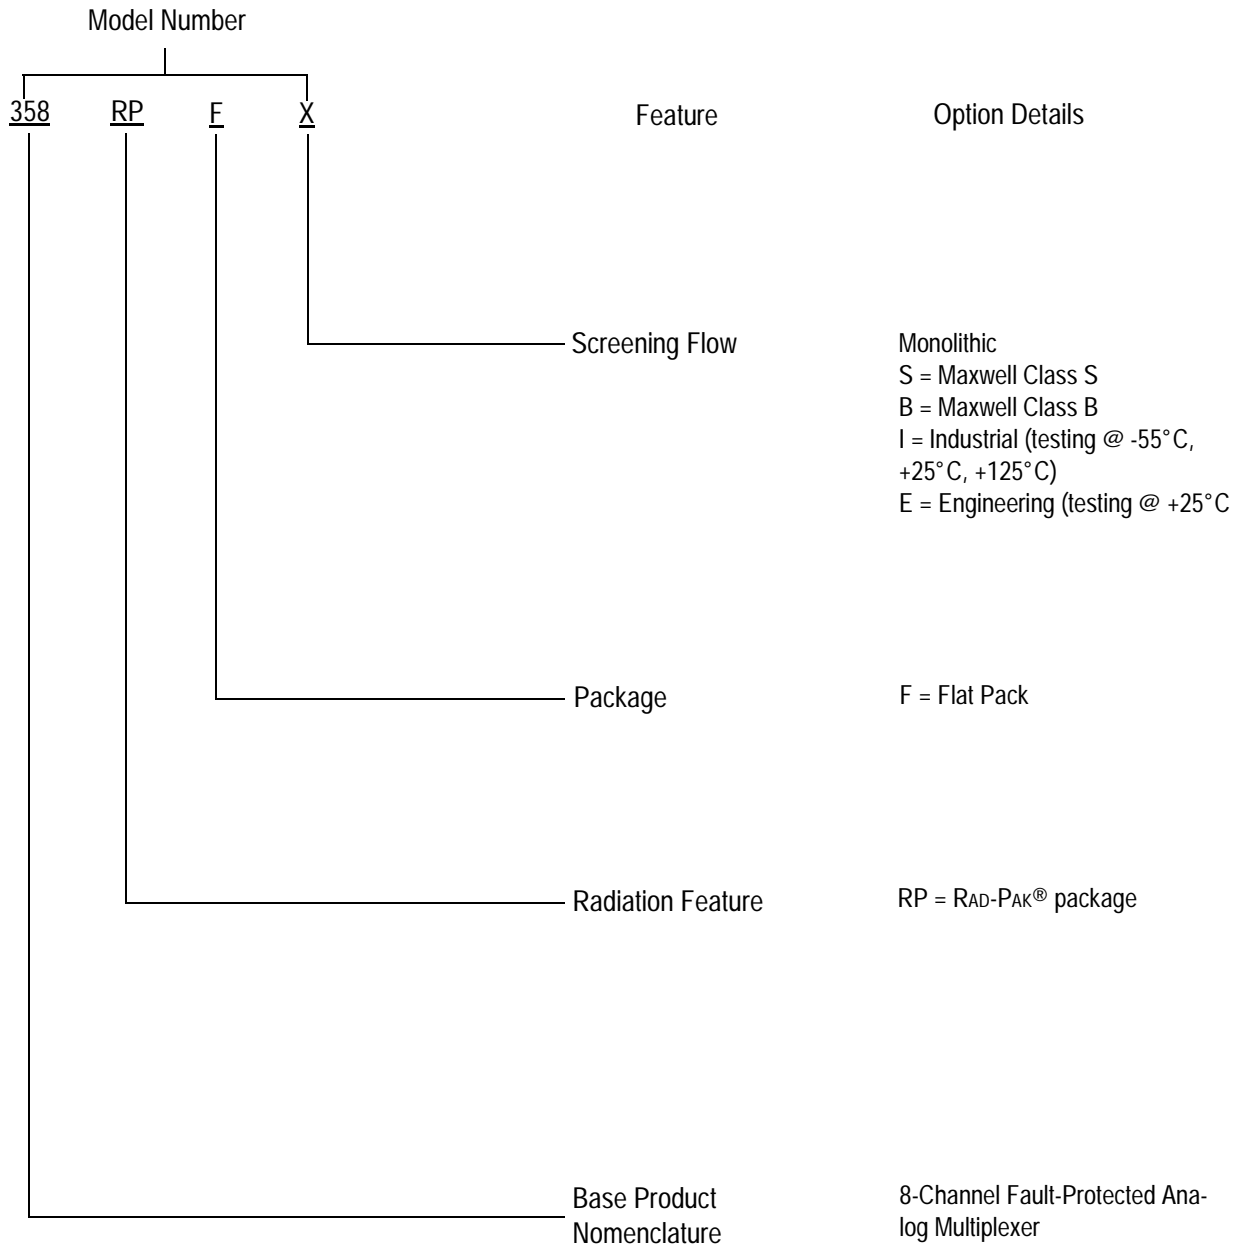 Model Number
358 RP F X Feature Option Details
Screening Flow Monolithic
S = Maxwell Class S
B = Maxwell Class B
I = Industrial (testing @ -55°C,
+25°C, +125°C)
E = Engineering (testing @ +25°C
Package F = Flat Pack
Radiation Feature RP = RAD-PAK® package
Base Product
Nomenclature
8-Channel Fault-Protected Ana-
log Multiplexer